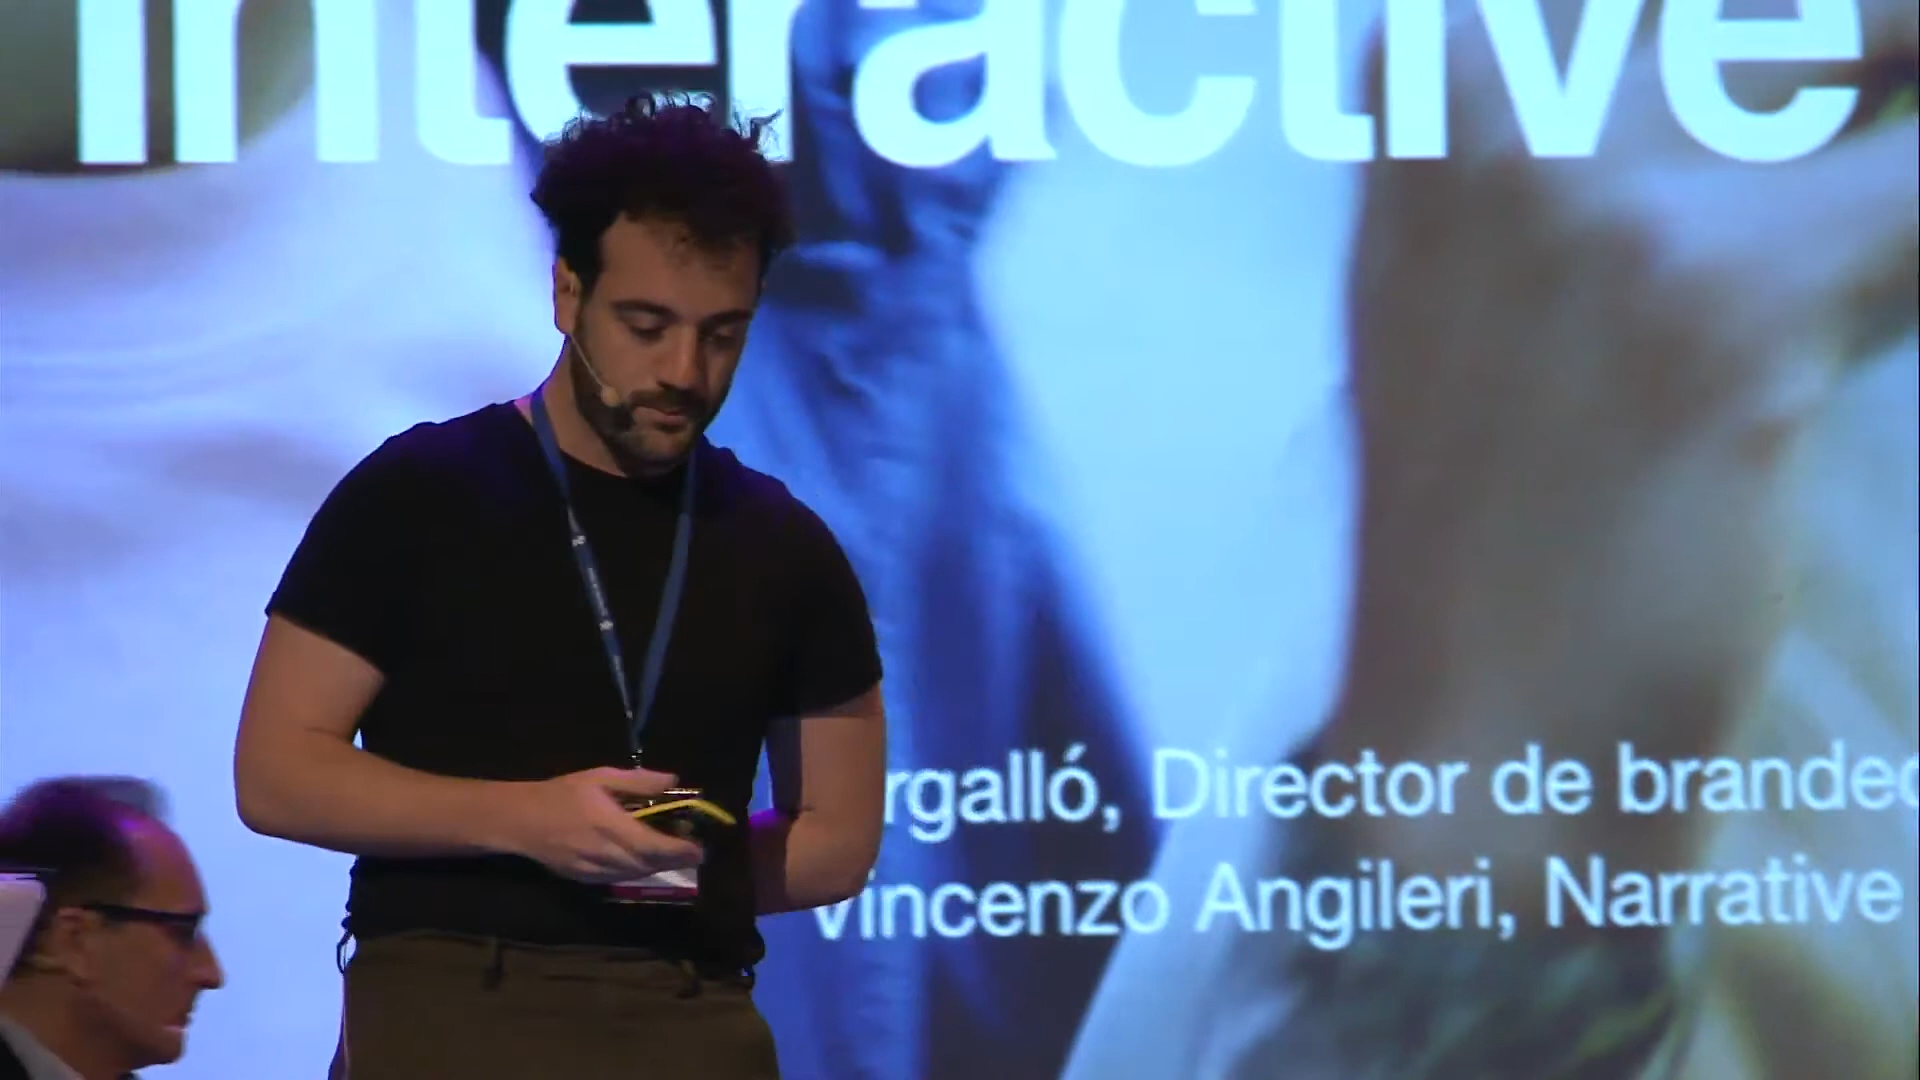 interactive
rgalló, Director de branded
Vincenzo Angileri, Narrative